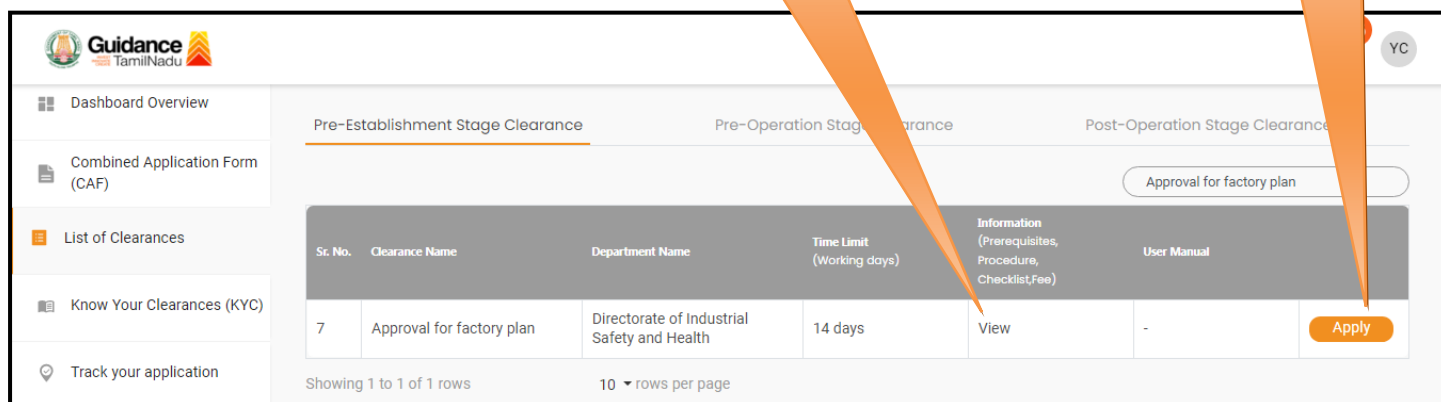 Guidance
TamilNadu
YC
Dashboard Overview
Combined Application Form
(CAF)
List of Clearances
Know Your Clearances (KYC)
Track your application
Pre-Establishment Stage Clearance
Pre-Operation Stage
Post-Operation Stage Clearance
Approval for factory plan
Sr. No. Clearance Name Department Name Time Limit (Working days) Information (Prerequisites, Procedure, Checklist,Fee) User Manual
7 Approval for factory plan Directorate of Industrial Safety and Health 14 days View - Apply
Showing 1 to 1 of 1 rows 10 rows per page